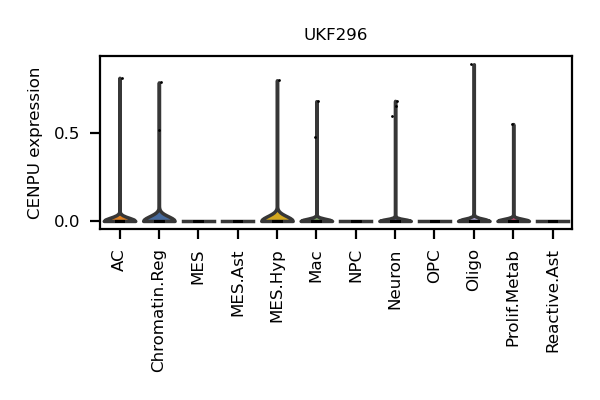 UKF296
CENPU expression
0.5
0.0
AC
Chromatin.Reg
MES
MES.Ast
MES.Hyp
Mac
NPC
Neuron
OPC
Oligo
Prolif.Metab
Reactive.Ast